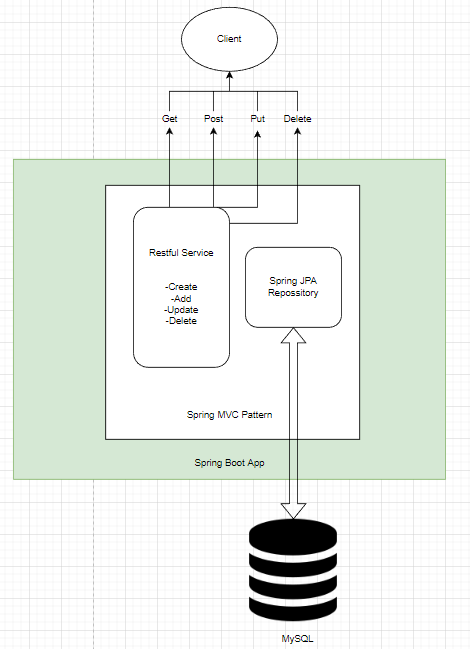 Client
Get Post Put Delete
Restful Service
-Create
-Add
-Update
-Delete
Spring JPA
Repossitory
Spring MVC Pattern
Spring Boot App
MySQL